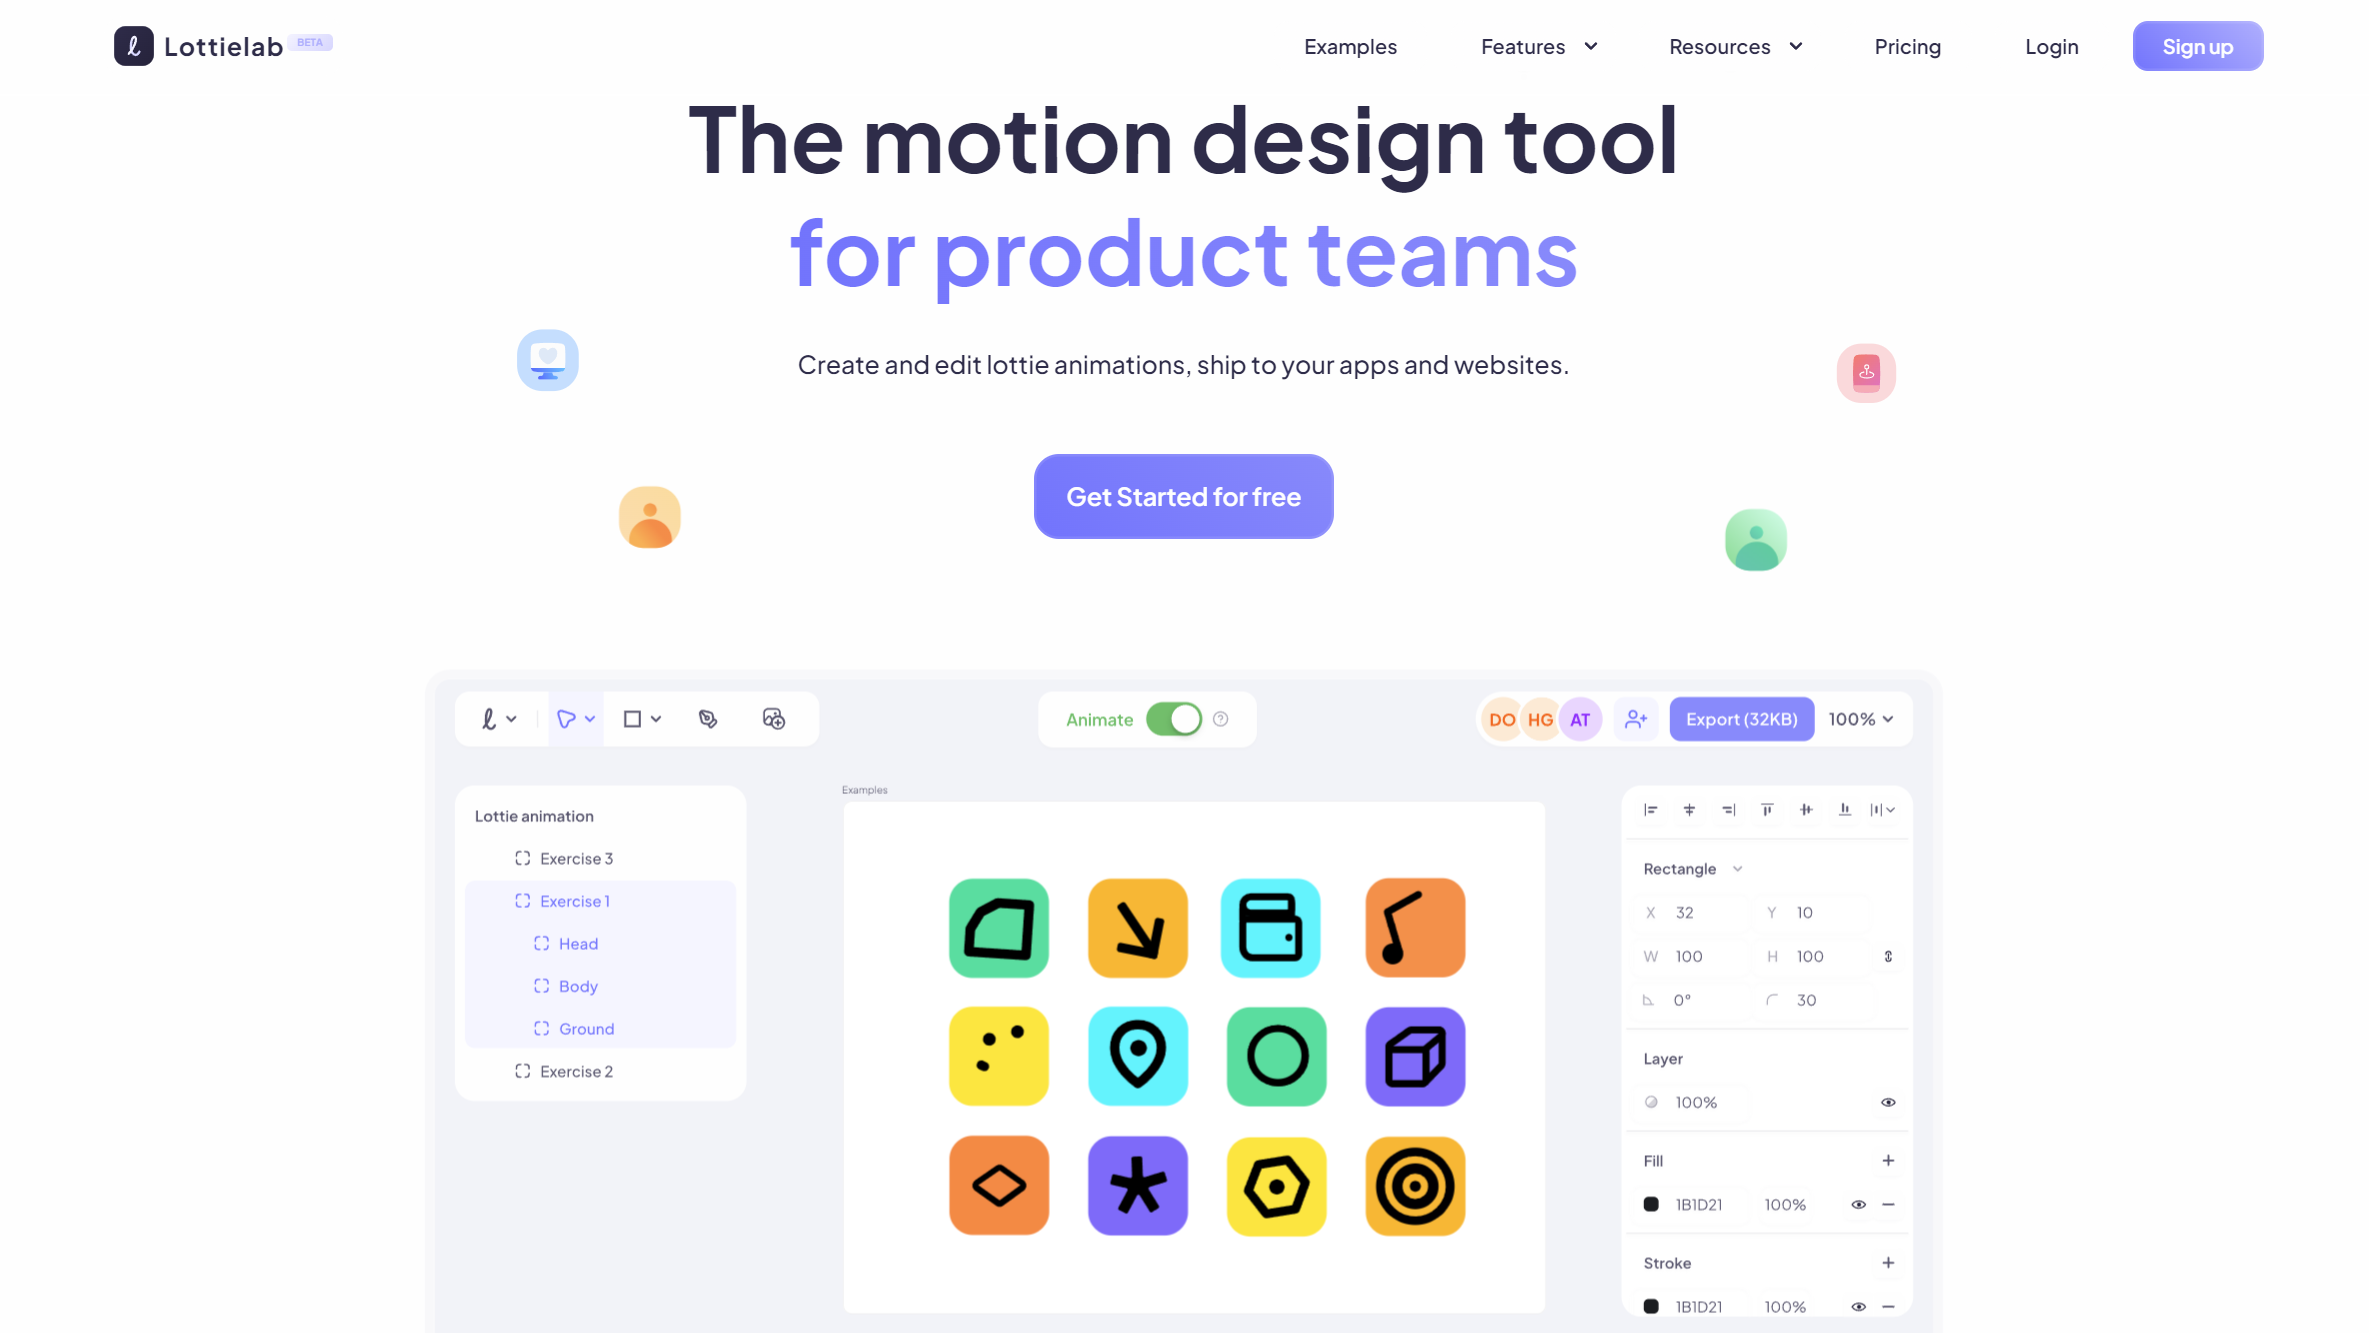 Lottielab BETA
Examples Features Resources Pricing Login Sign up
The motion design tool
for product teams
Create and edit lottie animations, ship to your apps and websites.
Get Started for free
Animate
DO HG AT Export (32KB) 100%
Lottie animation
Exercise 3
Exercise 1
Head
Body
Ground
Exercise 2
Examples
Rectangle
X 32 Y 10
W 100 H 100
0° 30
Layer
100%
Fill
1B1D21 100%
Stroke
1B1D21 100%